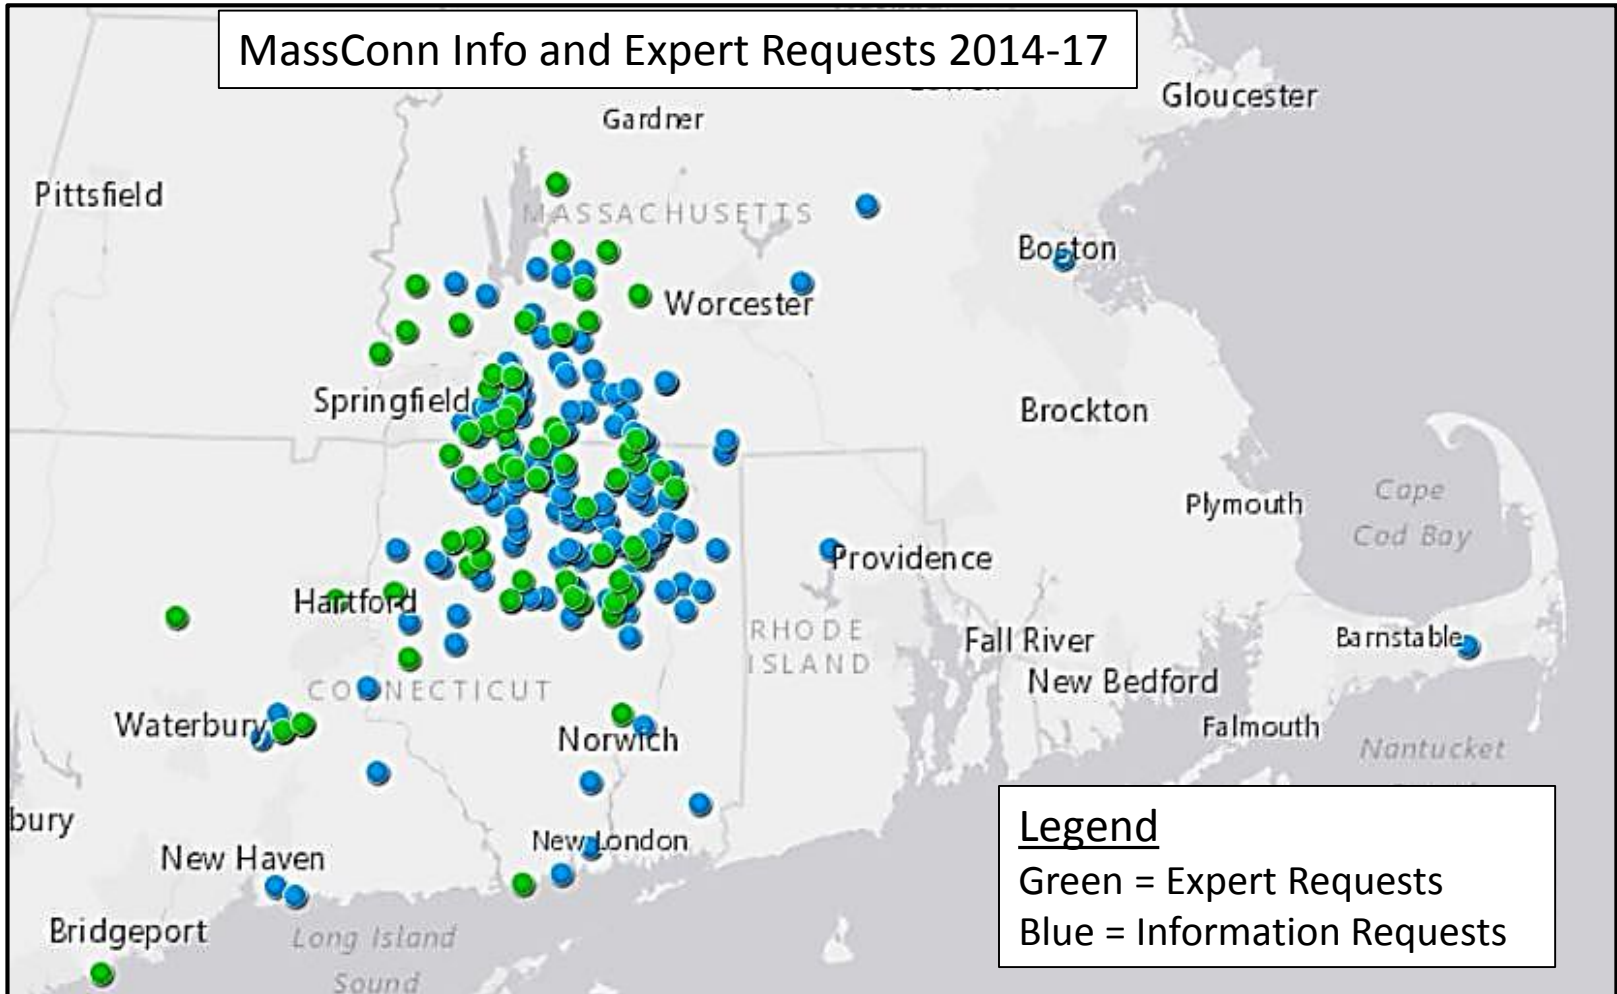 MassConn Info and Expert Requests 2014-17
Gloucester
Gardner
Pittsfield
MASSACHUSETTS
Boston
Worcester
Springfield
Brockton
Plymouth
Cape
Cod Bay
Providence
Hartford
RHODE
ISLAND
Fall River
Barnstable
New Bedford
CONNECTICUT
Waterbury
Falmouth
Norwich
Nantucket
bury
New London
New Haven
Bridgeport
Long Island
Sound
Legend
Green = Expert Requests
Blue = Information Requests